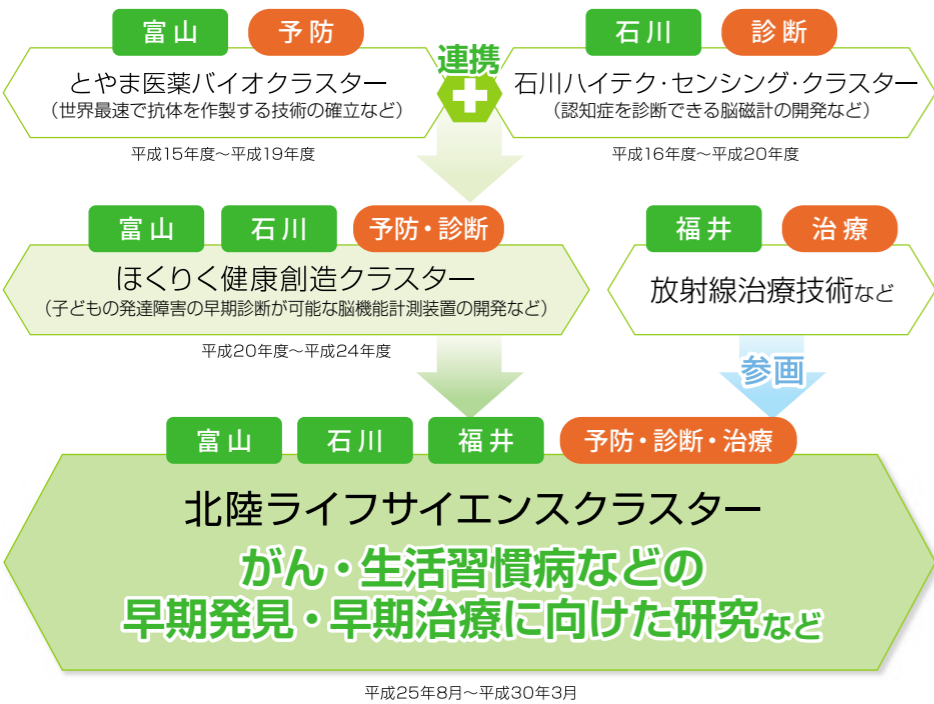 富山 予防
とやま医薬バイオクラスター
(世界最速で抗体を作製する技術の確立など)
平成15年度〜平成19年度
連携
石川 診断
石川ハイテク・センシング・クラスター
(認知症を診断できる脳磁計の開発など)
平成16年度〜平成20年度
富山 石川 予防・診断
ほくりく健康創造クラスター
(子どもの発達障害の早期診断が可能な脳機能計測装置の開発など)
平成20年度〜平成24年度
福井 治療
放射線治療技術など
参画
富山 石川 福井 予防・診断・治療
北陸ライフサイエンスクラスター
がん・生活習慣病などの
早期発見・早期治療に向けた研究など
平成25年8月〜平成30年3月